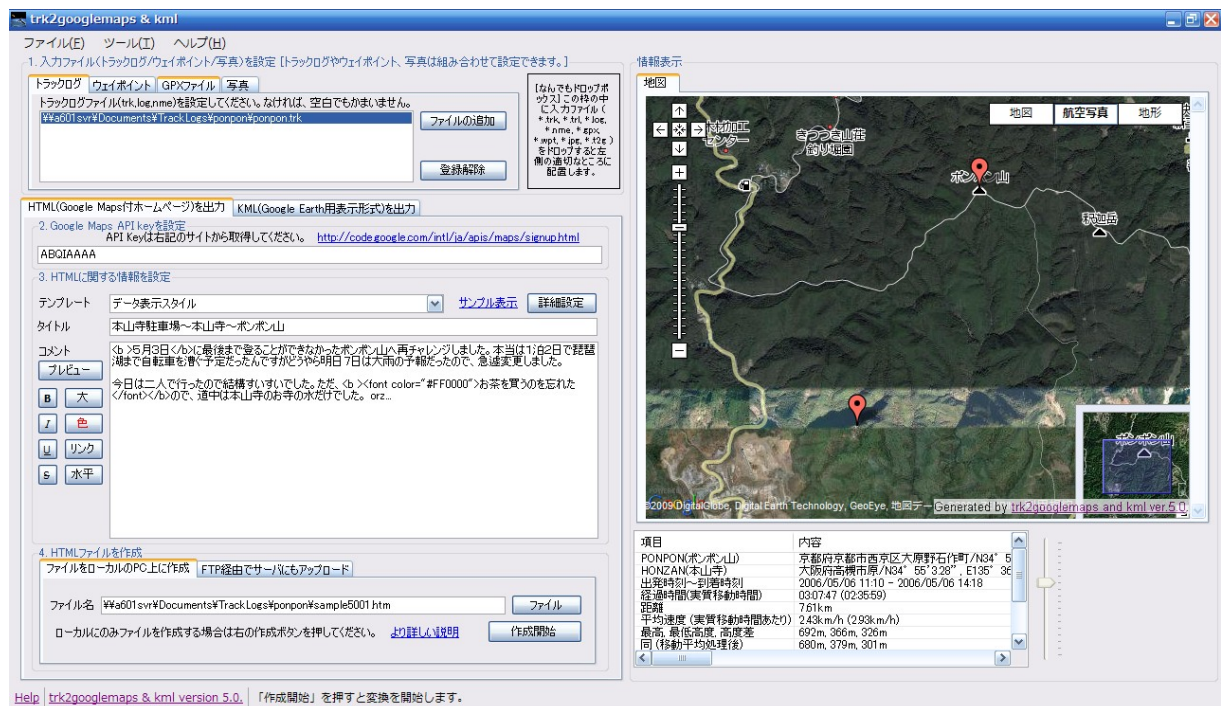 trk2googlemaps & kml
ファイル(F) ツール(T) ヘルプ(H)
1. 入力ファイル(トラックログ/ウェイポイント/写真)を設定 [トラックログやウェイポイント、写真は組み合わせて設定できます。]
トラックログ ウェイポイント GPXファイル 写真
トラックログファイル(trk,log,nme)を設定してください。なければ、空白でもかまいません。
¥¥a601svr¥Documents¥TrackLogs¥ponpon¥ponpon.trk
ファイルの追加
登録解除
[なんでもドロップボ
ックス] この枠の中
に入力ファイル (
*.trk, *.trl, *.log,
*.nme, *.gpx,
*.wpt, *.jpg, *.t2g )
をドロップすると左
側の適切なところに
配置します。
HTML(Google Maps付ホームページ)を出力 KML(Google Earth用表示形式)を出力
2. Google Maps API keyを設定
API Keyは右記のサイトから取得してください。 http://code.google.com/intl/ja/apis/maps/signup.html
ABQIAAAA
3. HTMLに関する情報を設定
テンプレート データ表示スタイル サンプル表示 詳細設定
タイトル 本山寺駐車場～本山寺～ポンポン山
コメント
プレビュー
B 大
I 色
U リンク
S 水平
<b >5月3日</b>に最後まで登ることができなかったポンポン山へ再チャレンジしました。本当は1泊2日で琵琶
湖まで自転車を漕ぐ予定だったんですがどうやら明日7日は大雨の予報だったので、急遽変更しました。
今日は二人で行ったので結構すいすいでした。ただ、<b ><font color="#FF0000">お茶を買うのを忘れた
</font></b>ので、道中は本山寺のお寺の水だけでした。orz...
4. HTMLファイルを作成
ファイルをローカルのPC上に作成 FTP経由でサーバにもアップロード
ファイル名 ¥¥a601svr¥Documents¥TrackLogs¥ponpon¥sample5001.htm ファイル
ローカルにのみファイルを作成する場合は右の作成ボタンを押してください。 より詳しい説明 作成開始
情報表示
地図
地図 航空写真 地形
センター
きつつき山荘
釣り堀園
ポンポン山
釈迦岳
ポンポン山
©2009 DigitalGlobe, Digital Earth Technology, GeoEye, 地図デー
Generated by trk2googlemaps and kml ver.5.0.
項目 内容
PONPON(ポンポン山) 京都府京都市西京区大原野石作町/N34° 5
HONZAN(本山寺) 大阪府高槻市原/N34° 55'3.28" , E135° 36
出発時刻～到着時刻 2006/05/06 11:10 - 2006/05/06 14:18
経過時間(実質移動時間) 03:07:47 (02:35:59)
距離 7.61km
平均速度 (実質移動時間あたり) 2.43km/h (2.93km/h)
最高, 最低高度, 高度差 692m, 366m, 326m
同 (移動平均処理後) 680m, 379m, 301m
Help trk2googlemaps & kml version 5.0. 「作成開始」を押すと変換を開始します。